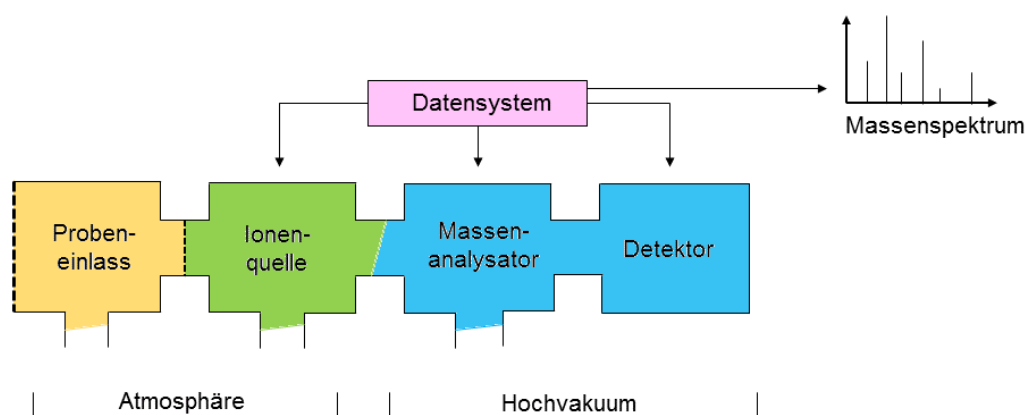 Datensystem
Massenspektrum
Proben-
einlass
Ionen-
quelle
Massen-
analysator
Detektor
Atmosphäre
Hochvakuum